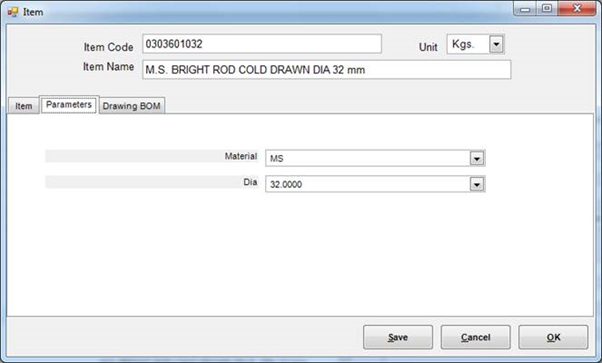 Item
Item Code 0303601032 Unit Kgs.
Item Name M.S. BRIGHT ROD COLD DRAWN DIA 32 mm
Item Parameters Drawing BOM
Material MS
Dia 32.0000
Save Cancel OK